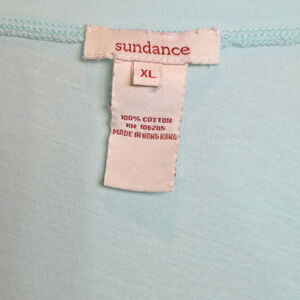 sundance
XL
100% COTTON
RN 106205
MADE IN HONG KONG